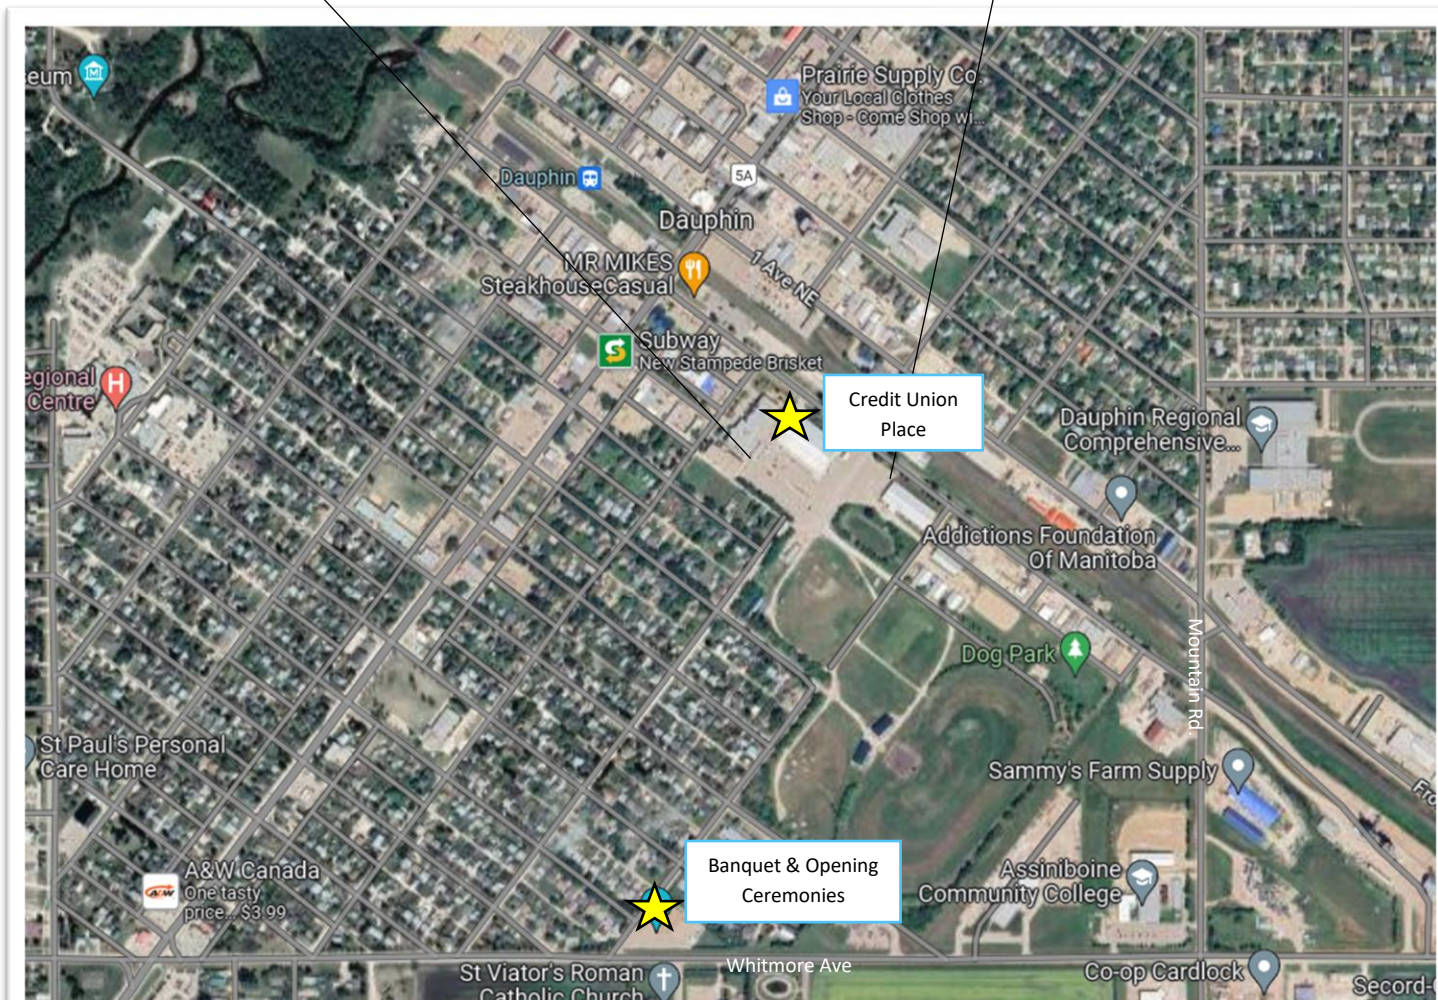 eum
Prairie Supply Co.
Your Local Clothes
Shop - Come Shop wi...
Dauphin
5A
Dauphin
MR MIKES
SteakhouseCasual
1 Ave NE
Subway
New Stampede Brisket
egional
Centre
H
Credit Union
Place
Dauphin Regional
Comprehensive...
Addictions Foundation
Of Manitoba
Mountain Rd.
Dog Park
St Paul's Personal
Care Home
Sammy's Farm Supply
Fro
Banquet & Opening
Ceremonies
A&W Canada
One tasty
price... $3.99
A&W
Assiniboine
Community College
Whitmore Ave
St Viator's Roman
Catholic Church
Co-op Cardlock
Secord-